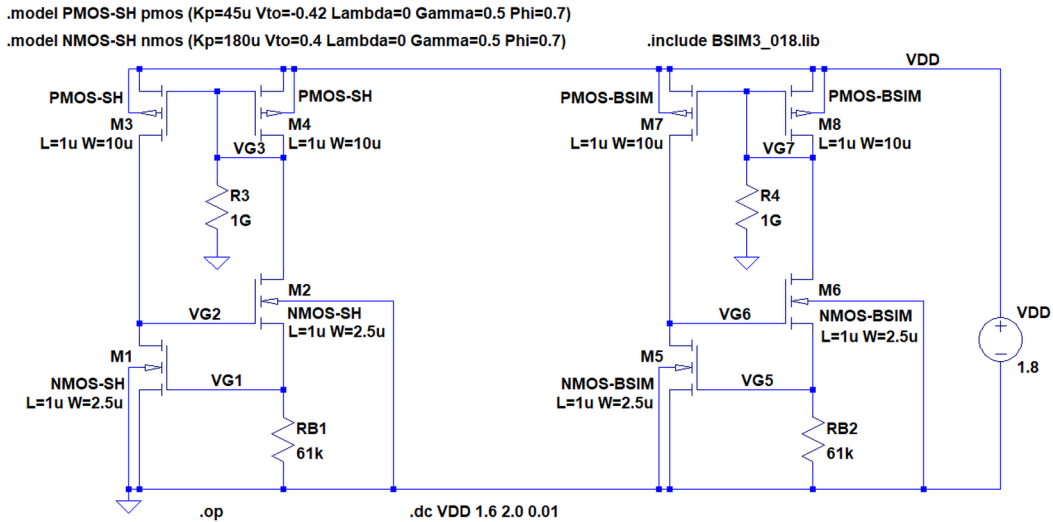 .model PMOS-SH pmos (Kp=45u Vto=-0.42 Lambda=0 Gamma=0.5 Phi=0.7)
.model NMOS-SH nmos (Kp=180u Vto=0.4 Lambda=0 Gamma=0.5 Phi=0.7)
.include BSIM3_018.lib
VDD
PMOS-SH
M3
L=1u W=10u
PMOS-SH
M4
L=1u W=10u
VG3
R3
1G
M2
NMOS-SH
L=1u W=2.5u
VG2
M1
NMOS-SH
L=1u W=2.5u
VG1
RB1
61k
PMOS-BSIM
M7
L=1u W=10u
PMOS-BSIM
M8
L=1u W=10u
VG7
R4
1G
M6
NMOS-BSIM
L=1u W=2.5u
VG6
M5
NMOS-BSIM
L=1u W=2.5u
VG5
RB2
61k
VDD
1.8
.op
.dc VDD 1.6 2.0 0.01